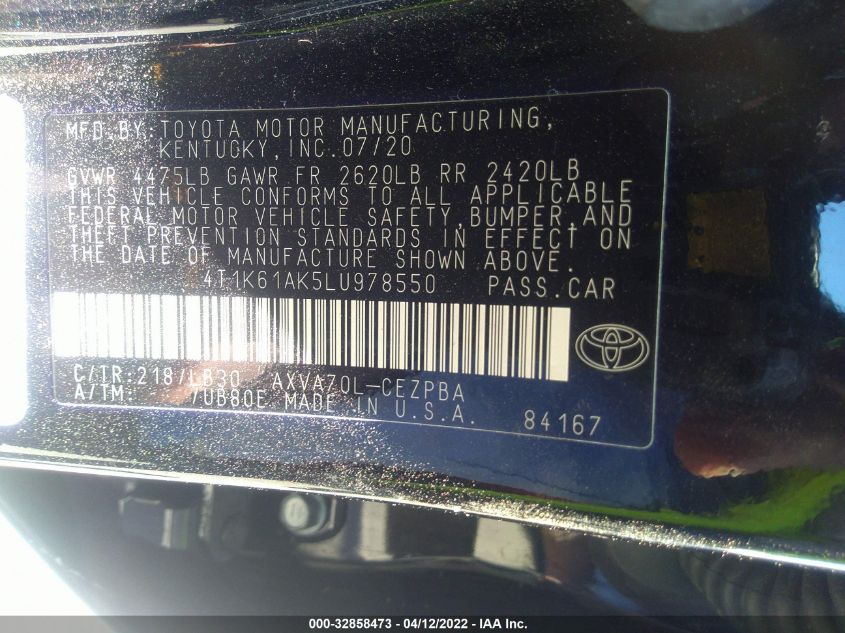 MFD.BY:TOYOTA MOTOR MANUFACTURING,
KENTUCKY,INC.07/20
GVWR 4475LB GAWR FR 2620LB RR 2420LB
THIS VEHICLE CONFORMS TO ALL APPLICABLE
FEDERAL MOTOR VEHICLE SAFETY,BUMPER,AND
THEFT PREVENTION STANDARDS IN EFFECT ON
THE DATE OF MANUFACTURE SHOWN ABOVE.
4T1K61AK5LU978550 PASS.CAR
C/TR:218/LB30 AXVA70L-CEZPBA
A/TM: /UB80E MADE IN U.S.A. 84167
000-32858473 - 04/12/2022 - IAA Inc.